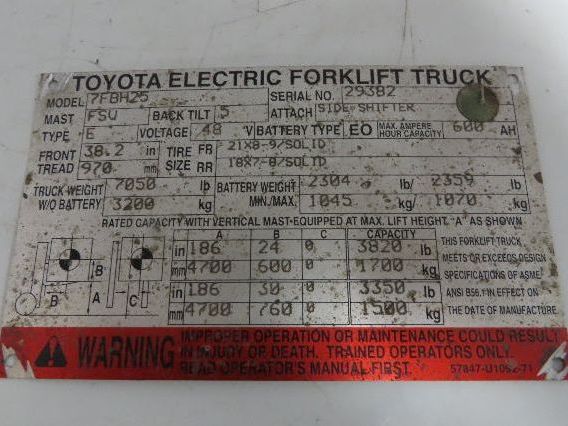 TOYOTA ELECTRIC FORKLIFT TRUCK
MODEL 7FBH25 SERIAL NO. 29382
MAST FSV BACK TILT 5 ATTACH SIDE SHIFTER
TYPE E VOLTAGE 48 V BATTERY TYPE EO MAX. AMPERE HOUR CAPACITY: 600 AH
FRONT TREAD 38.2 in TIRE SIZE FR 21X8-9/SOLID
970 mm RR 18X7-8/SOLID
TRUCK WEIGHT W/O BATTERY 7050 lb BATTERY WEIGHT MIN./MAX. 2304 lb/ 2359 lb
3200 kg 1045 kg/ 1070 kg
RATED CAPACITY WITH VERTICAL MAST EQUIPPED AT MAX. LIFT HEIGHT "A" AS SHOWN
A B C CAPACITY
in 186 24 0 3820 lb
mm 4700 600 0 1700 kg
in 186 30 0 3350 lb
mm 4700 760 0 1500 kg
B B A C
THIS FORKLIFT TRUCK
MEETS OR EXCEEDS DESIGN
SPECIFICATIONS OF ASME
ANSI B56.1 IN EFFECT ON
THE DATE OF MANUFACTURE
WARNING
IMPROPER OPERATION OR MAINTENANCE COULD RESULT
IN INJURY OR DEATH. TRAINED OPERATORS ONLY.
READ OPERATOR'S MANUAL FIRST.
57847-U1052-71